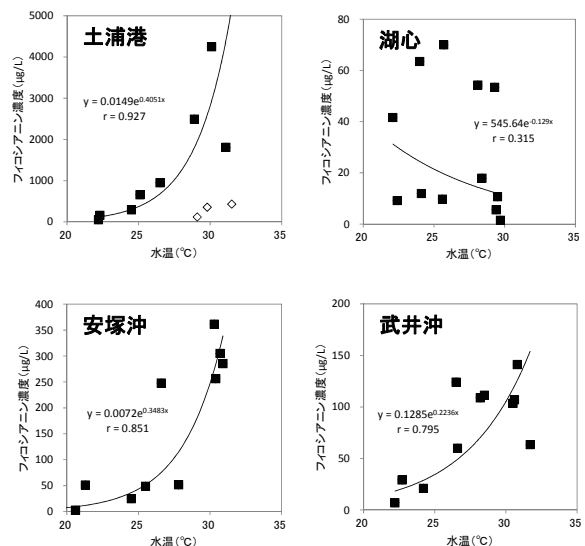 土浦港
フィコシアニン濃度(µg/L)
5000
4000
3000
2000
1000
0
y = 0.0149e^0.4051x
r = 0.927
20 25 30 35
水温(℃)
湖心
フィコシアニン濃度(µg/L)
80
60
40
20
0
y = 545.64e^-0.129x
r = 0.315
20 25 30 35
水温(℃)
安塚沖
フィコシアニン濃度(µg/L)
400
350
300
250
200
150
100
50
0
y = 0.0072e^0.3483x
r = 0.851
20 25 30 35
水温(℃)
武井沖
フィコシアニン濃度(µg/L)
200
150
100
50
0
y = 0.1285e^0.2236x
r = 0.795
20 25 30 35
水温(℃)